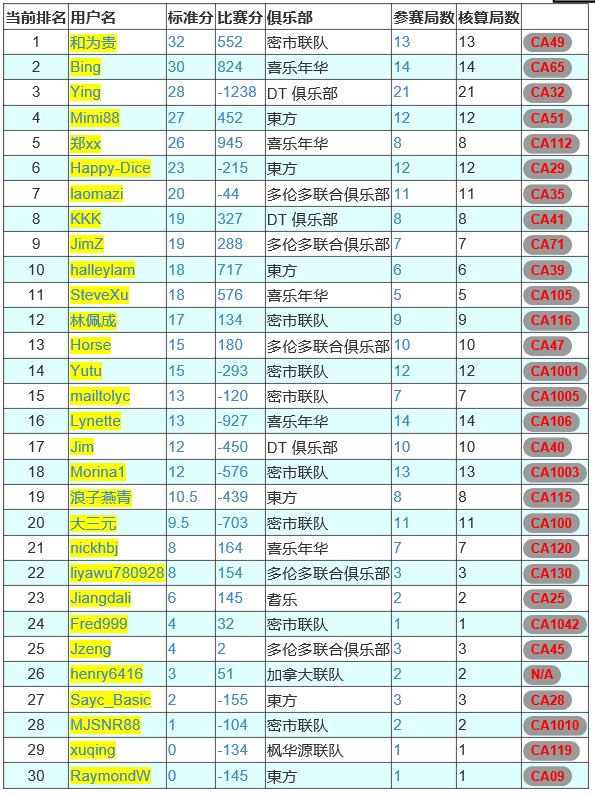 当前排名 用户名 标准分 比赛分 俱乐部 参赛局数 核算局数
1 和为贵 32 552 密市联队 13 13 CA49
2 Bing 30 824 喜乐年华 14 14 CA65
3 Ying 28 -1238 DT 俱乐部 21 21 CA32
4 Mimi88 27 452 東方 12 12 CA51
5 郑xx 26 945 喜乐年华 8 8 CA112
6 Happy-Dice 23 -215 東方 12 12 CA29
7 laomazi 20 -44 多伦多联合俱乐部 11 11 CA35
8 KKK 19 327 DT 俱乐部 8 8 CA41
9 JimZ 19 288 多伦多联合俱乐部 7 7 CA71
10 halleylam 18 717 東方 6 6 CA39
11 SteveXu 18 576 喜乐年华 5 5 CA105
12 林佩成 17 134 密市联队 9 9 CA116
13 Horse 15 180 多伦多联合俱乐部 10 10 CA47
14 Yutu 15 -293 密市联队 12 12 CA1001
15 mailtolyc 13 -120 密市联队 7 7 CA1005
16 Lynette 13 -927 喜乐年华 14 14 CA106
17 Jim 12 -450 DT 俱乐部 10 10 CA40
18 Morina1 12 -576 密市联队 13 13 CA1003
19 浪子燕青 10.5 -439 東方 8 8 CA115
20 大三元 9.5 -703 密市联队 11 11 CA100
21 nickhbj 8 164 喜乐年华 7 7 CA120
22 liyawu780928 8 154 多伦多联合俱乐部 3 3 CA130
23 Jiangdali 6 145 耆乐 2 2 CA25
24 Fred999 4 32 密市联队 1 1 CA1042
25 Jzeng 4 2 多伦多联合俱乐部 3 3 CA45
26 henry6416 3 51 加拿大联队 2 2 N/A
27 Sayc_Basic 2 -155 東方 3 3 CA28
28 MJSNR88 1 -104 密市联队 2 2 CA1010
29 xuqing 0 -134 枫华源联队 1 1 CA119
30 RaymondW 0 -145 東方 1 1 CA09